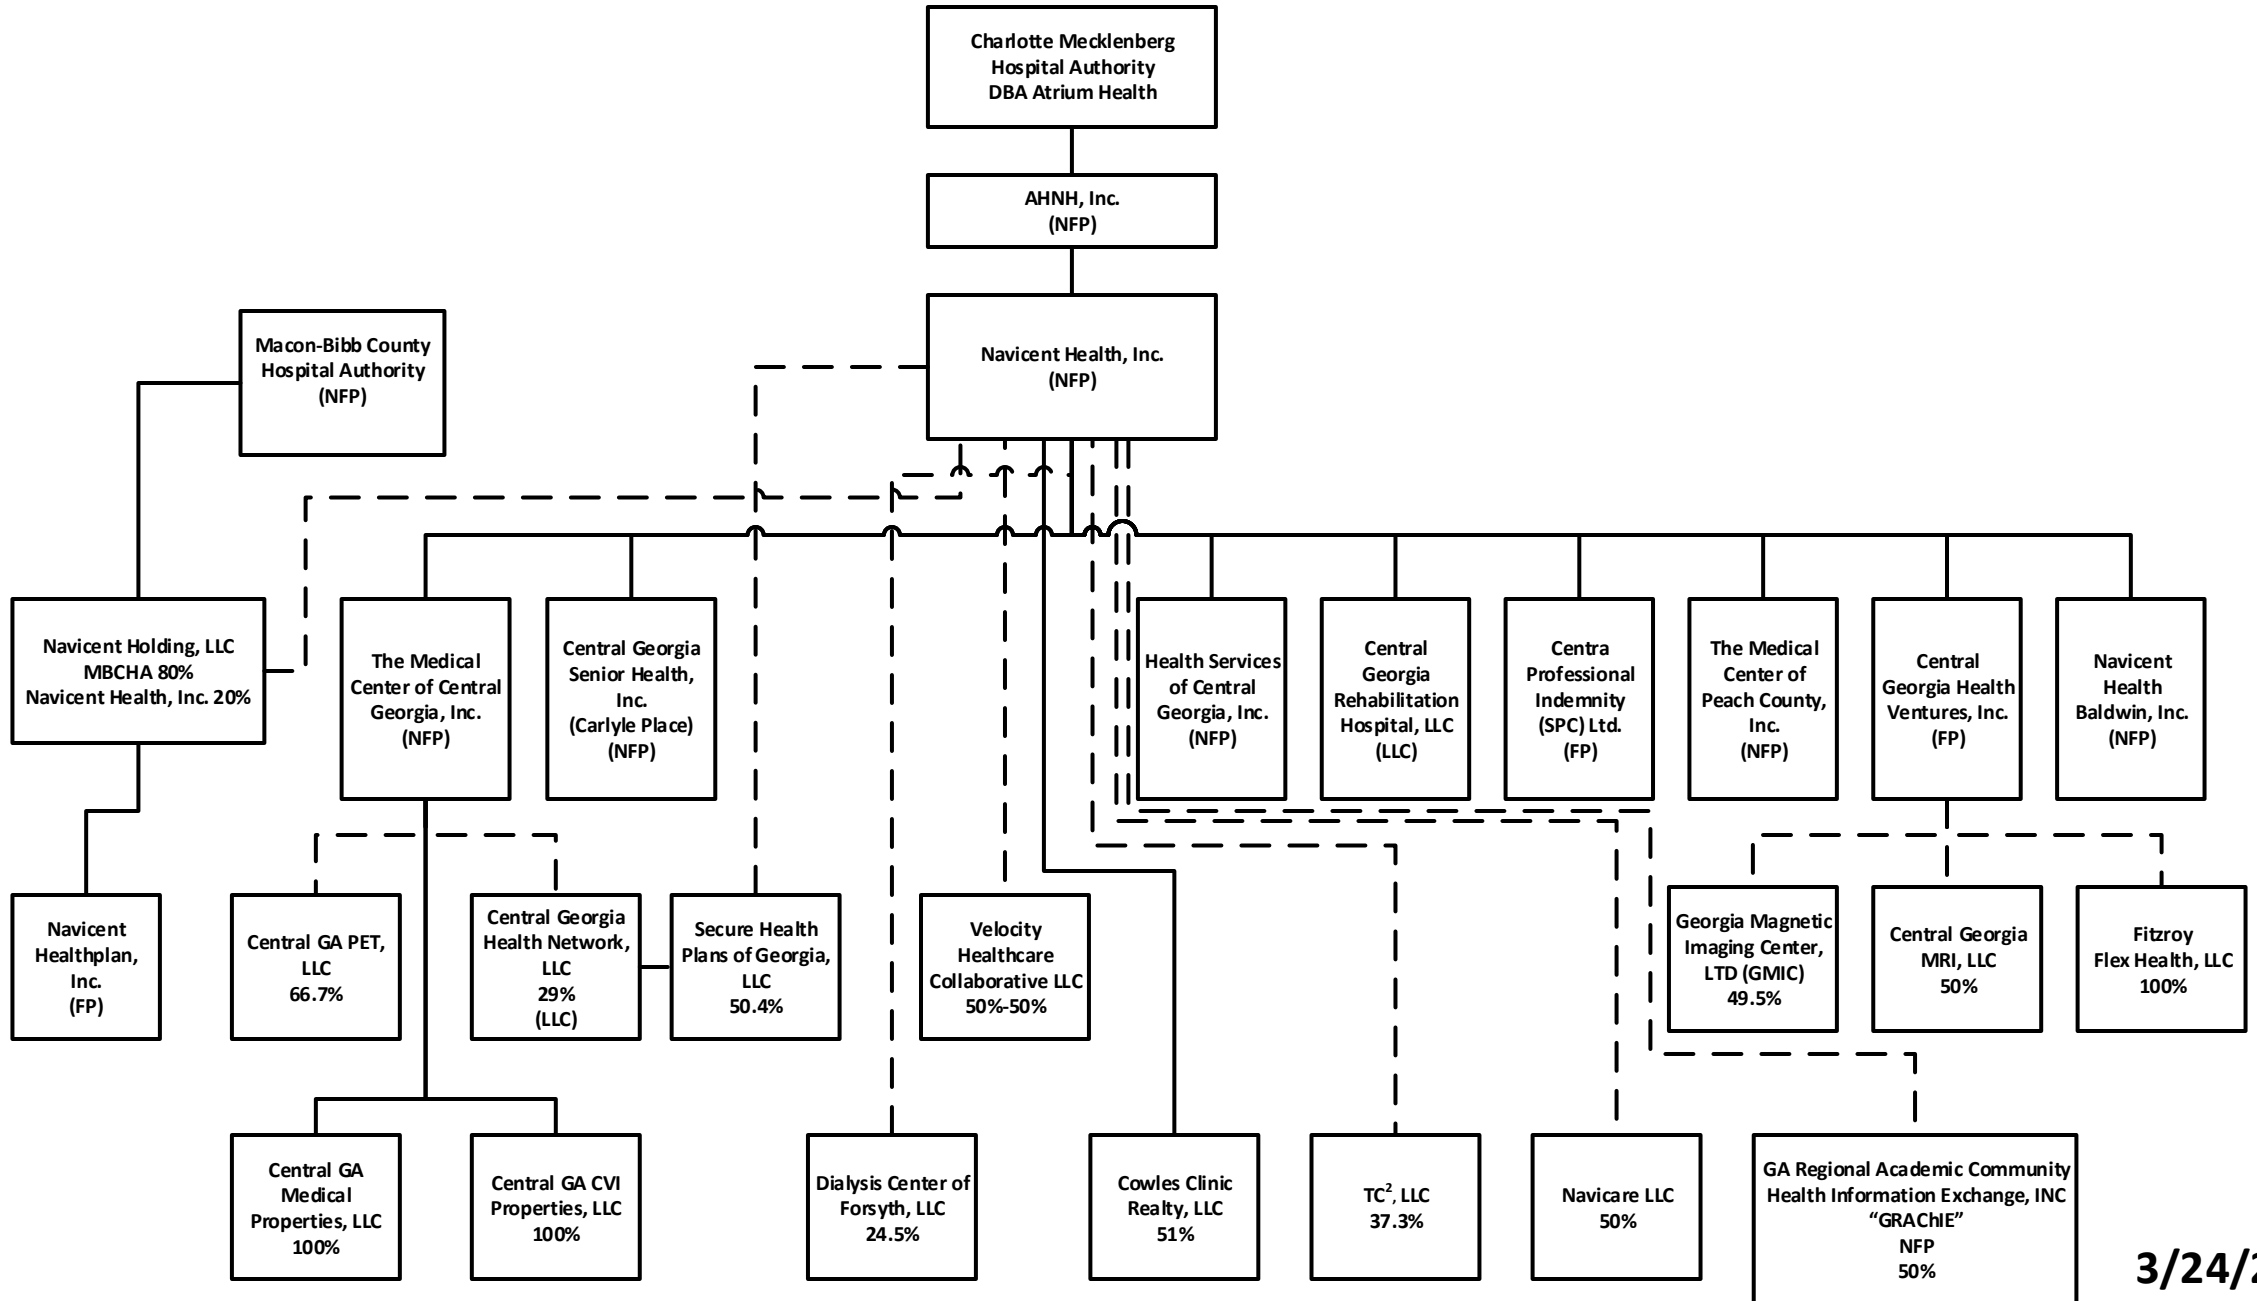 Charlotte Mecklenberg
Hospital Authority
DBA Atrium Health
AHNH, Inc.
(NFP)
Navicent Health, Inc.
(NFP)
Macon-Bibb County
Hospital Authority
(NFP)
Navicent Holding, LLC
MBCHA 80%
Navicent Health, Inc. 20%
The Medical
Center of Central
Georgia, Inc.
(NFP)
Central Georgia
Senior Health,
Inc.
(Carlyle Place)
(NFP)
Health Services
of Central
Georgia, Inc.
(NFP)
Central
Georgia
Rehabilitation
Hospital, LLC
(LLC)
Centra
Professional
Indemnity
(SPC) Ltd.
(FP)
The Medical
Center of
Peach County,
Inc.
(NFP)
Central
Georgia Health
Ventures, Inc.
(FP)
Navicent
Health
Baldwin, Inc.
(NFP)
Navicent
Healthplan,
Inc.
(FP)
Central GA PET,
LLC
66.7%
Central Georgia
Health Network,
LLC
29%
(LLC)
Secure Health
Plans of Georgia,
LLC
50.4%
Velocity
Healthcare
Collaborative LLC
50%-50%
Georgia Magnetic
Imaging Center,
LTD (GMIC)
49.5%
Central Georgia
MRI, LLC
50%
Fitzroy
Flex Health, LLC
100%
Central GA
Medical
Properties, LLC
100%
Central GA CVI
Properties, LLC
100%
Dialysis Center of
Forsyth, LLC
24.5%
Cowles Clinic
Realty, LLC
51%
TC², LLC
37.3%
Navicare LLC
50%
GA Regional Academic Community
Health Information Exchange, INC
“GRAChIE”
NFP
50%
3/24/2